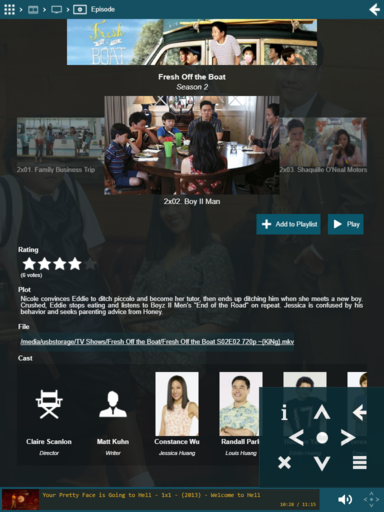 Episode
Fresh Off the
BOAT
Fresh Off the Boat
Season 2
2x01. Family Business Trip
2x03. Shaquille O'Neal Motors
2x02. Boy II Man
Add to Playlist
Play
Rating
(6 votes)
Plot
Nicole convinces Eddie to ditch piccolo and become her tutor, then ends up ditching him when she meets a new boy.
Crushed, Eddie stops eating and listens to Boyz II Men's "End of the Road" on repeat. Jessica is confused by his
behavior and seeks parenting advice from Honey.
File
/media/usbstorage/TV Shows/Fresh Off the Boat/Fresh Off the Boat S02E02 720p ~{KiNg}.mkv
Cast
Claire Scanlon
Director
Matt Kuhn
Writer
Constance Wu
Jessica Huang
Randall Park
Louis Huang
Your Pretty Face is Going to Hell - 1x1 - (2013) - Welcome to Hell
10:28 / 11:15